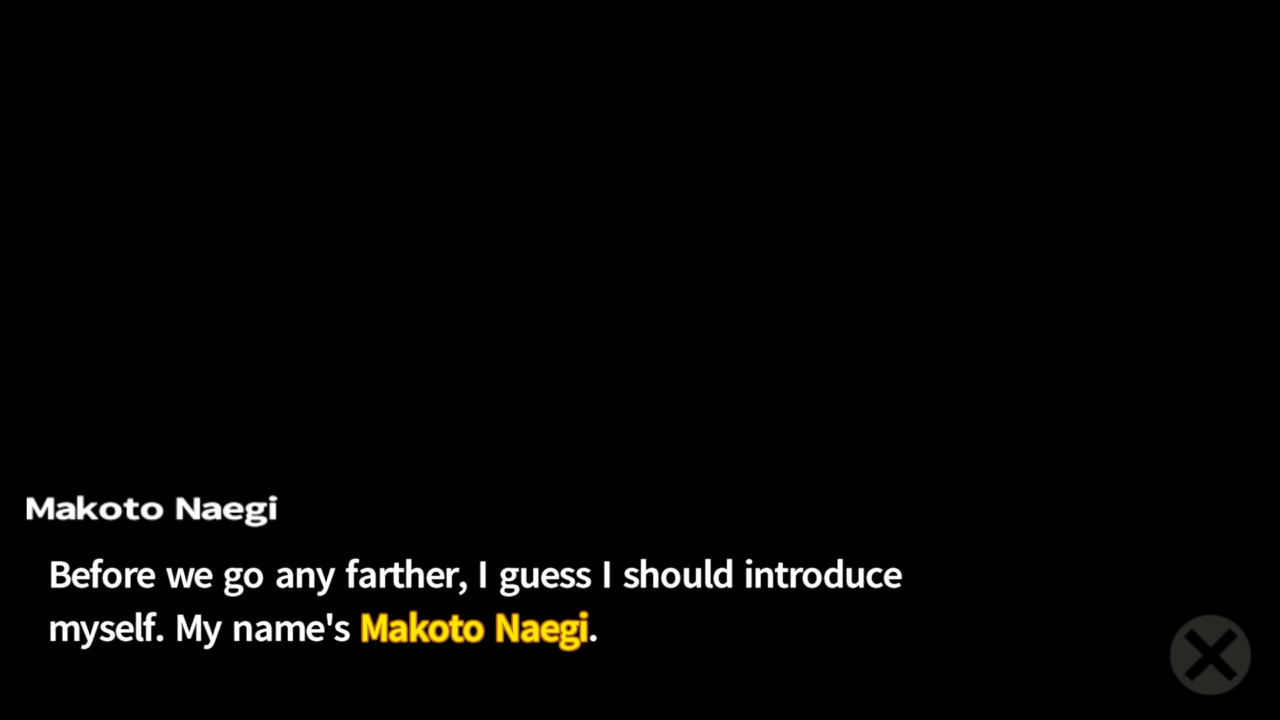 Makoto Naegi
Before we go any farther, I guess I should introduce
myself. My name's Makoto Naegi.